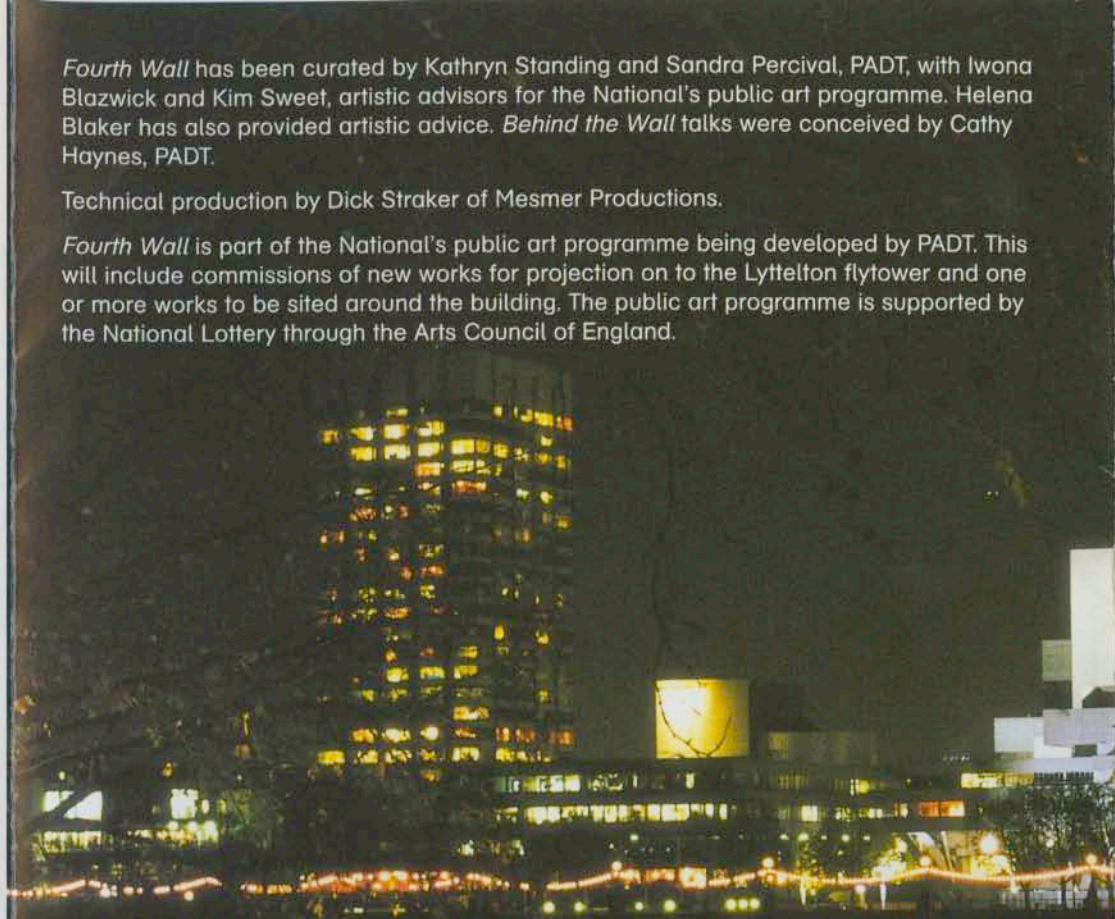 Fourth Wall has been curated by Kathryn Standing and Sandra Percival, PADT, with Iwona
Blazwick and Kim Sweet, artistic advisors for the National's public art programme. Helena
Blaker has also provided artistic advice. Behind the Wall talks were conceived by Cathy
Haynes, PADT.
Technical production by Dick Straker of Mesmer Productions.
Fourth Wall is part of the National's public art programme being developed by PADT. This
will include commissions of new works for projection on to the Lyttelton flytower and one
or more works to be sited around the building. The public art programme is supported by
the National Lottery through the Arts Council of England.